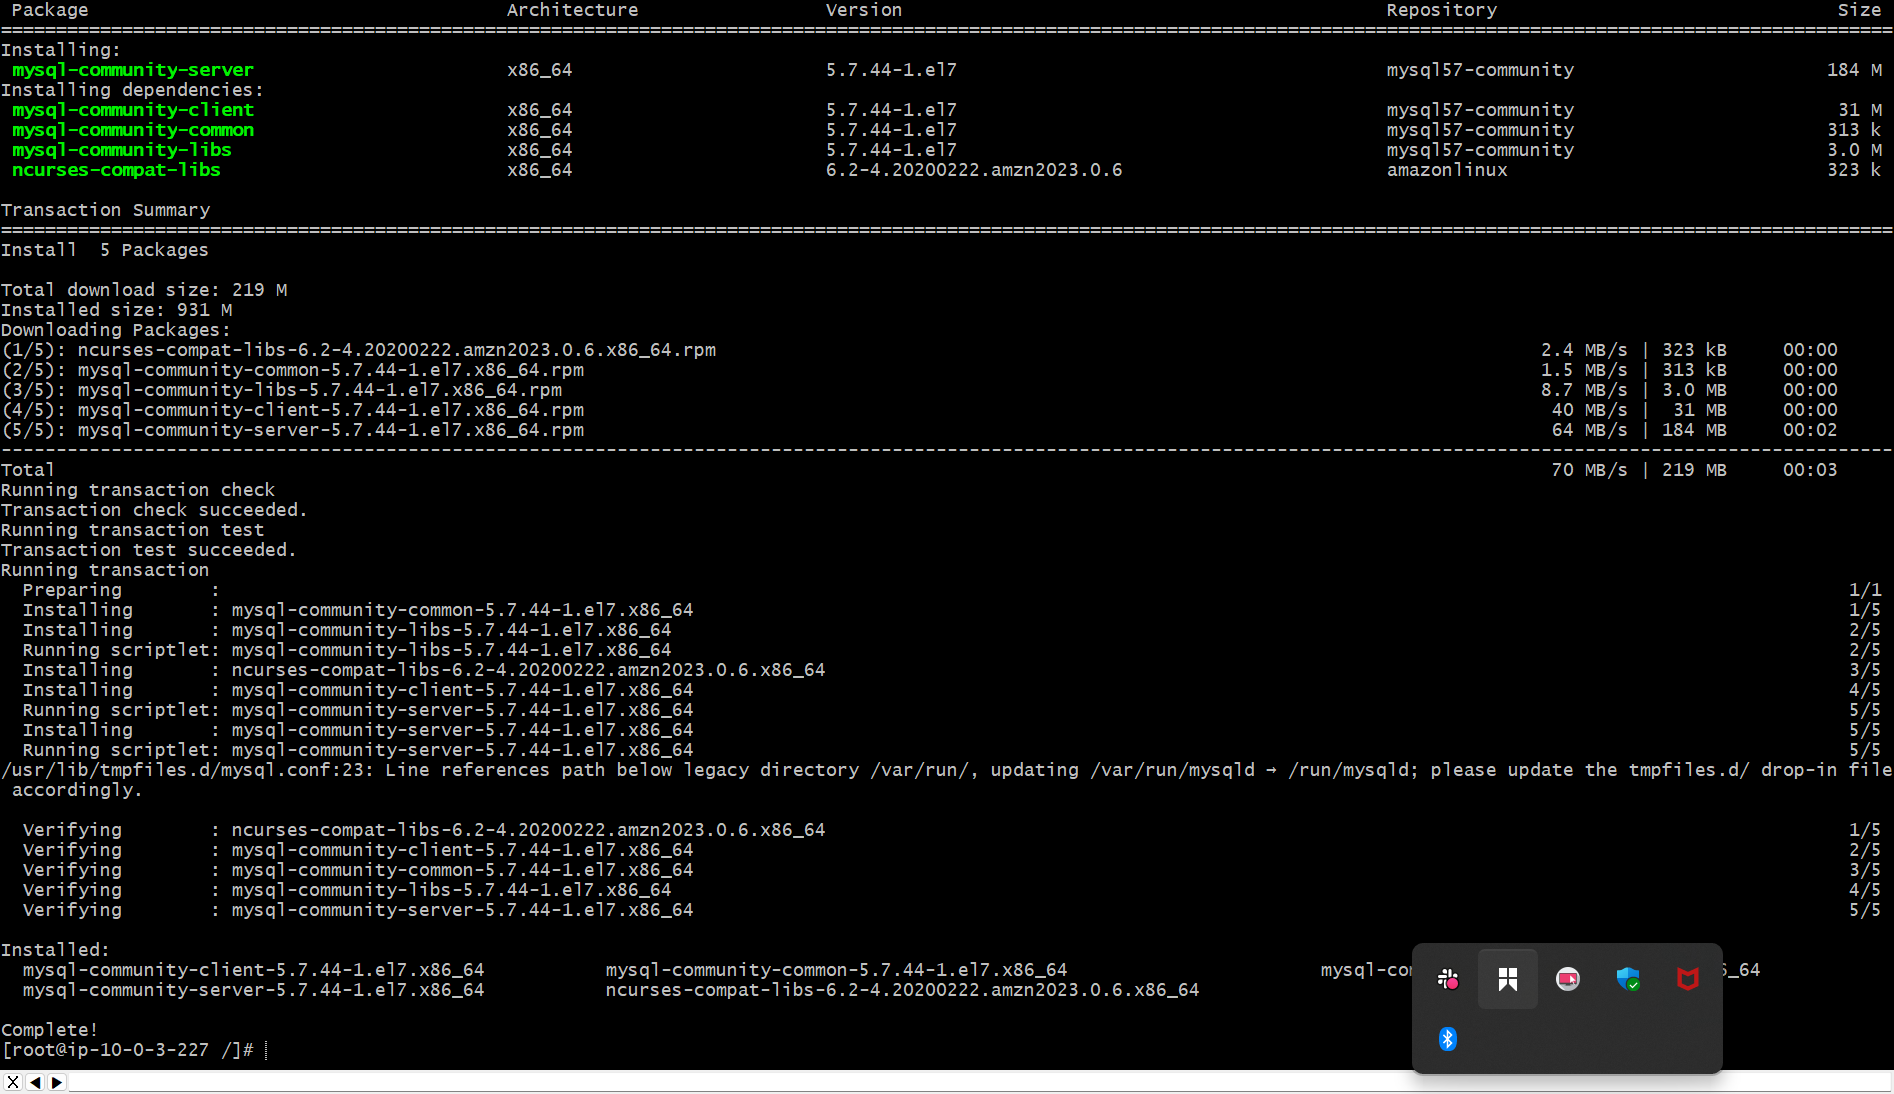 Package Architecture Version Repository Size
Installing:
mysql-community-server x86_64 5.7.44-1.el7 mysql57-community 184 M
Installing dependencies:
mysql-community-client x86_64 5.7.44-1.el7 mysql57-community 31 M
mysql-community-common x86_64 5.7.44-1.el7 mysql57-community 313 k
mysql-community-libs x86_64 5.7.44-1.el7 mysql57-community 3.0 M
ncurses-compat-libs x86_64 6.2-4.20200222.amzn2023.0.6 amazonlinux 323 k
Transaction Summary
Install 5 Packages
Total download size: 219 M
Installed size: 931 M
Downloading Packages:
(1/5): ncurses-compat-libs-6.2-4.20200222.amzn2023.0.6.x86_64.rpm 2.4 MB/s | 323 kB 00:00
(2/5): mysql-community-common-5.7.44-1.el7.x86_64.rpm 1.5 MB/s | 313 kB 00:00
(3/5): mysql-community-libs-5.7.44-1.el7.x86_64.rpm 8.7 MB/s | 3.0 MB 00:00
(4/5): mysql-community-client-5.7.44-1.el7.x86_64.rpm 40 MB/s | 31 MB 00:00
(5/5): mysql-community-server-5.7.44-1.el7.x86_64.rpm 64 MB/s | 184 MB 00:02
Total 70 MB/s | 219 MB 00:03
Running transaction check
Transaction check succeeded.
Running transaction test
Transaction test succeeded.
Running transaction
Preparing : 1/1
Installing : mysql-community-common-5.7.44-1.el7.x86_64 1/5
Installing : mysql-community-libs-5.7.44-1.el7.x86_64 2/5
Running scriptlet: mysql-community-libs-5.7.44-1.el7.x86_64 2/5
Installing : ncurses-compat-libs-6.2-4.20200222.amzn2023.0.6.x86_64 3/5
Installing : mysql-community-client-5.7.44-1.el7.x86_64 4/5
Running scriptlet: mysql-community-server-5.7.44-1.el7.x86_64 5/5
Installing : mysql-community-server-5.7.44-1.el7.x86_64 5/5
Running scriptlet: mysql-community-server-5.7.44-1.el7.x86_64 5/5
/usr/lib/tmpfiles.d/mysql.conf:23: Line references path below legacy directory /var/run/, updating /var/run/mysqld → /run/mysqld; please update the tmpfiles.d/ drop-in file
accordingly.
Verifying : ncurses-compat-libs-6.2-4.20200222.amzn2023.0.6.x86_64 1/5
Verifying : mysql-community-client-5.7.44-1.el7.x86_64 2/5
Verifying : mysql-community-common-5.7.44-1.el7.x86_64 3/5
Verifying : mysql-community-libs-5.7.44-1.el7.x86_64 4/5
Verifying : mysql-community-server-5.7.44-1.el7.x86_64 5/5
Installed:
mysql-community-client-5.7.44-1.el7.x86_64 mysql-community-common-5.7.44-1.el7.x86_64 mysql-co 6_64
mysql-community-server-5.7.44-1.el7.x86_64 ncurses-compat-libs-6.2-4.20200222.amzn2023.0.6.x86_64
Complete!
[root@ip-10-0-3-227 /]#